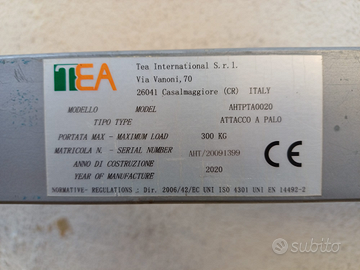 TEA
Tea International S.r.l.
Via Vanoni,70
26041 Casalmaggiore (CR) ITALY
MODELLO MODEL AHTPTA0020
TIPO TYPE ATTACCO A PALO
PORTATA MAX - MAXIMUM LOAD 300 KG
MATRICOLA N. - SERIAL NUMBER AHT/20091399
ANNO DI COSTRUZIONE
YEAR OF MANUFACTURE 2020
CE
NORMATIVE- REGULATIONS ; Dir. 2006/42/EC UNI ISO 4301 UNI EN 14492-2
subito